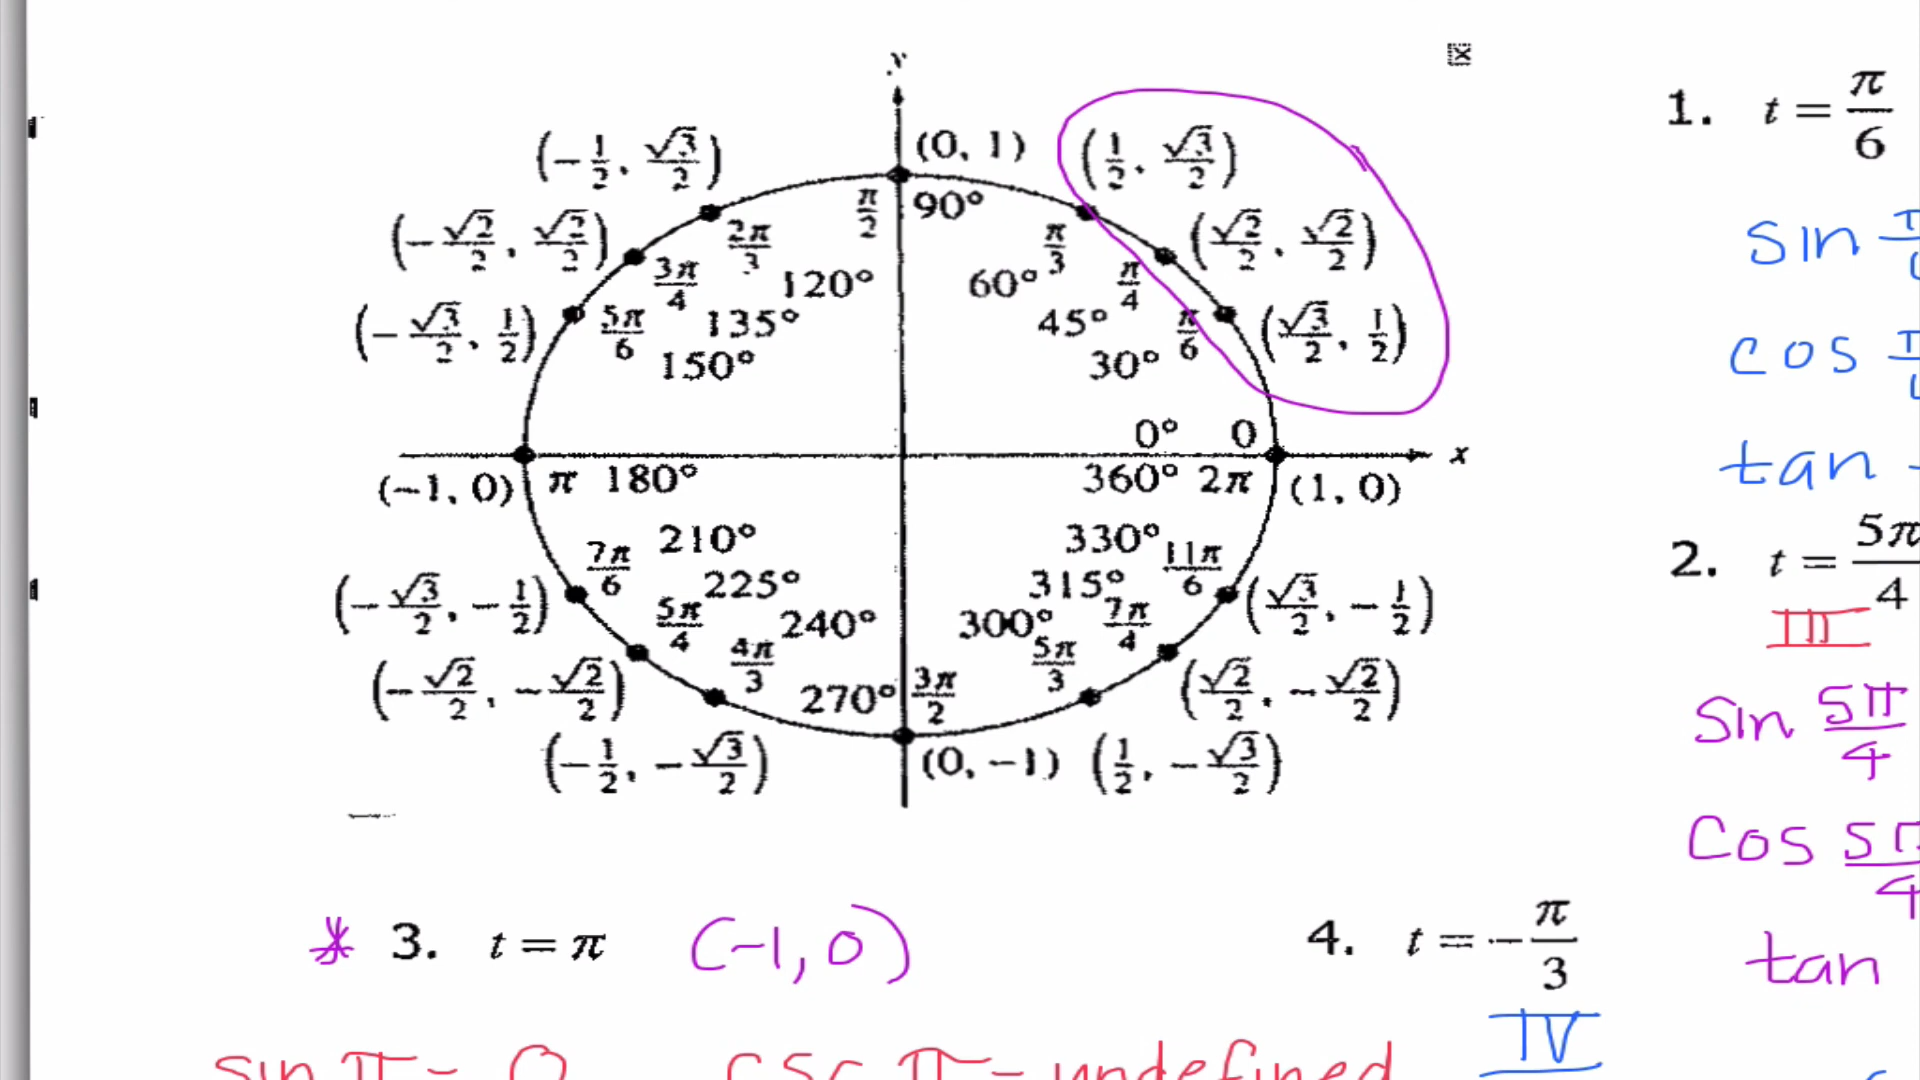 y
(0, 1)
(1/2, √3/2)
(-1/2, √3/2)
π/2 90°
(√2/2, √2/2)
(-√2/2, √2/2)
2π/3 π/3
120° 60°
3π/4 π/4
135° 45°
(-√3/2, 1/2) 5π/6 π/6 (√3/2, 1/2)
150° 30°
0° 0
x
(-1, 0) π 180° 360° 2π (1, 0)
210° 330°
7π/6 11π/6
225° 315°
(-√3/2, -1/2) (√3/2, -1/2)
5π/4 240° 300° 7π/4
4π/3 5π/3
(-√2/2, -√2/2) 270° 3π/2 (√2/2, -√2/2)
(-1/2, -√3/2) (0, -1) (1/2, -√3/2)
1. t = π/6
sin
cos
tan
2. t = 5π/4
III
sin 5π/4
cos
tan
* 3. t = π (-1, 0)
4. t = -π/3
IV
sin π = 0 csc π = undefined